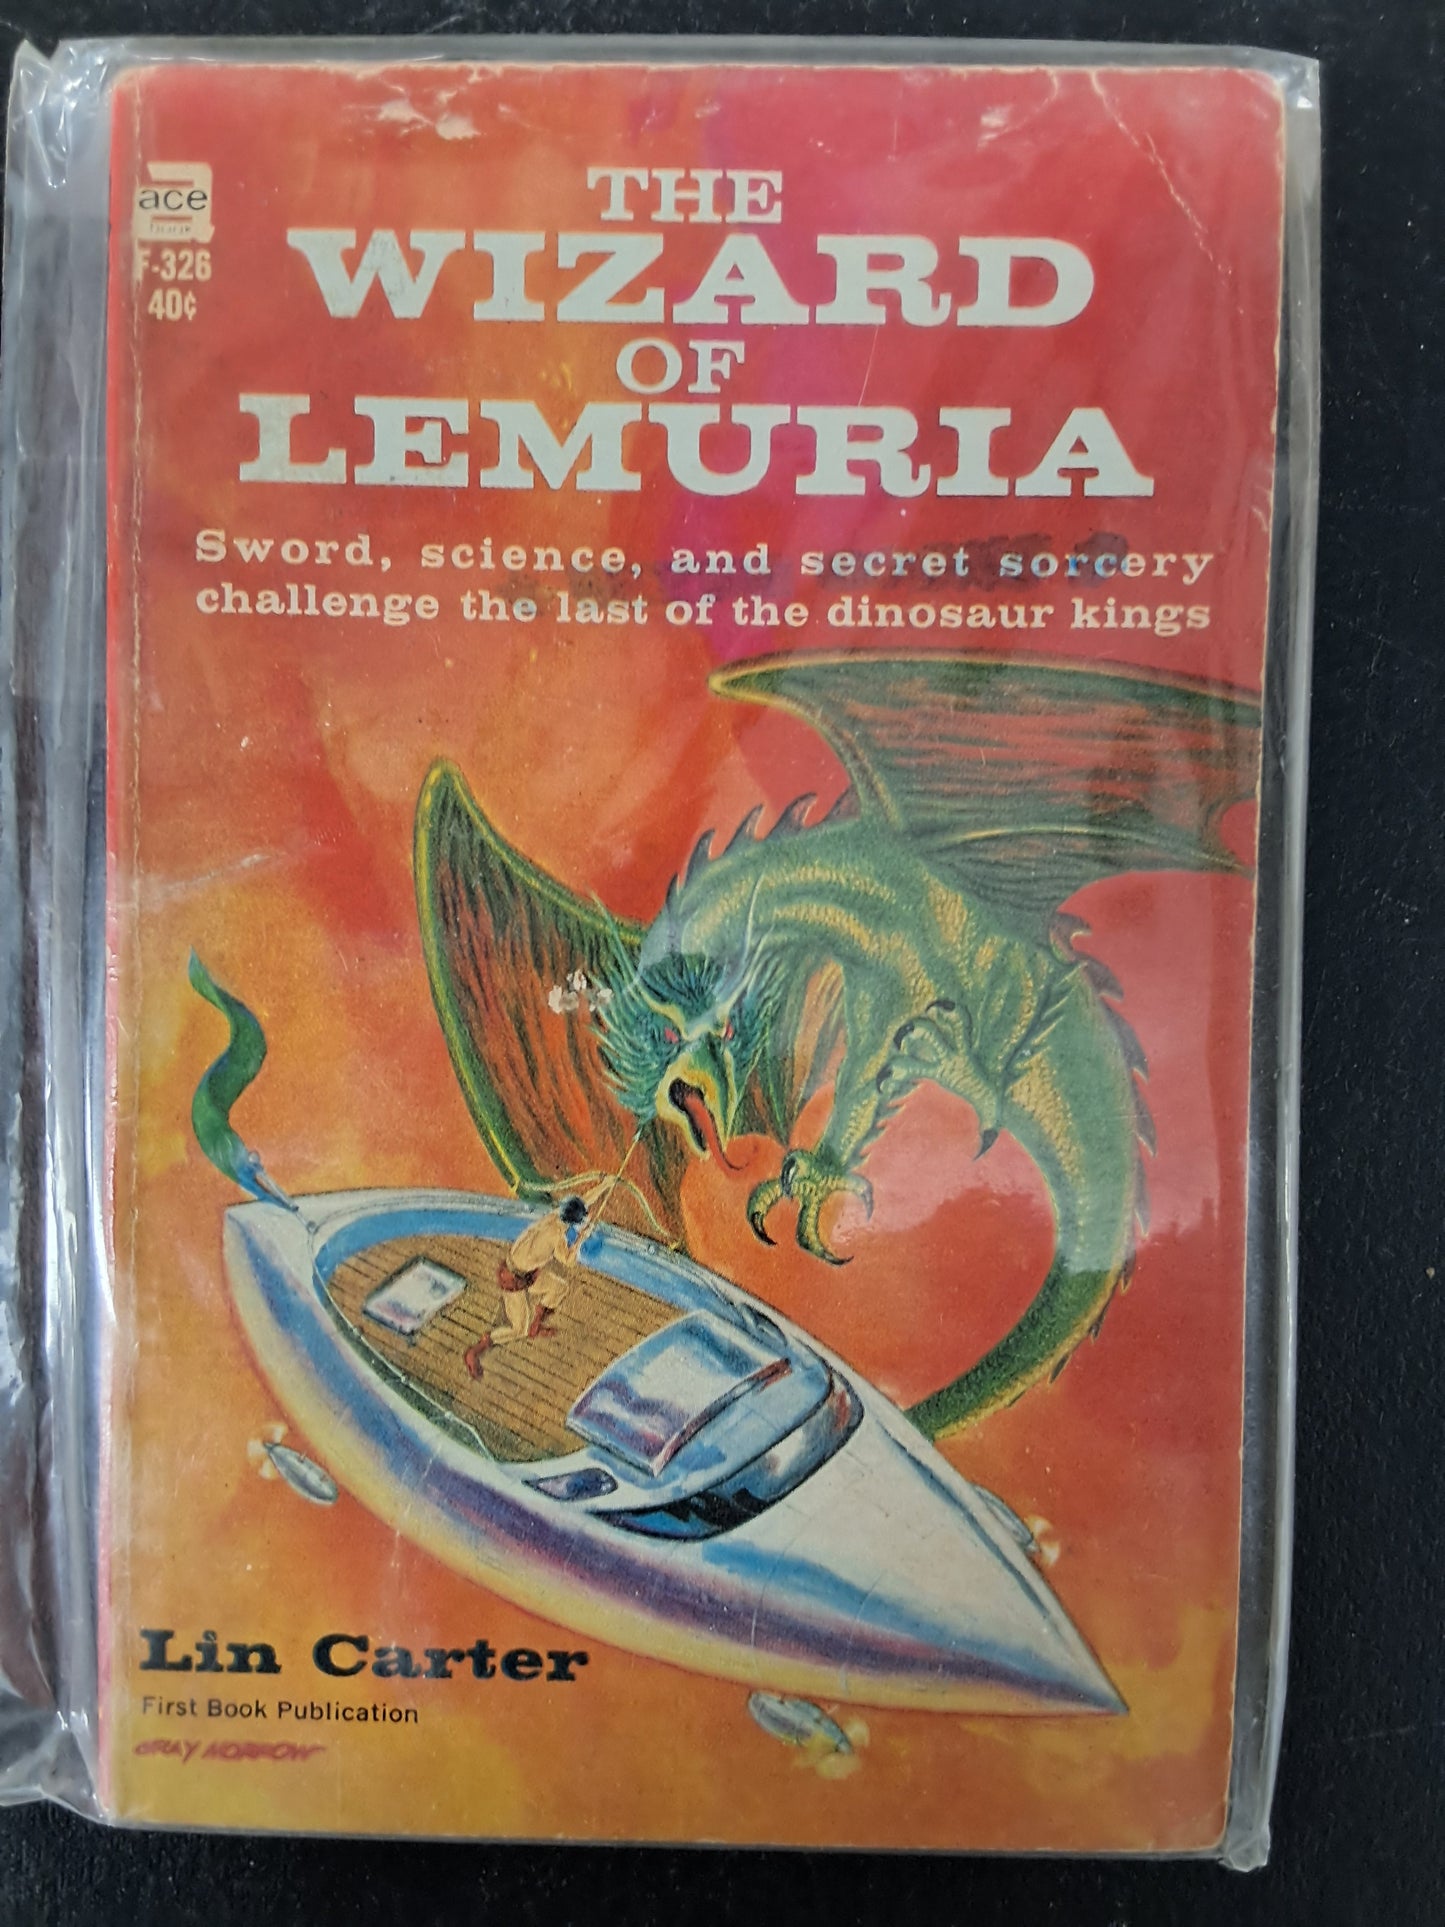 ace
book
F-326
40¢
THE
WIZARD
OF
LEMURIA
Sword, science, and secret sorcery
challenge the last of the dinosaur kings
Lin Carter
First Book Publication
GRAY MORROW